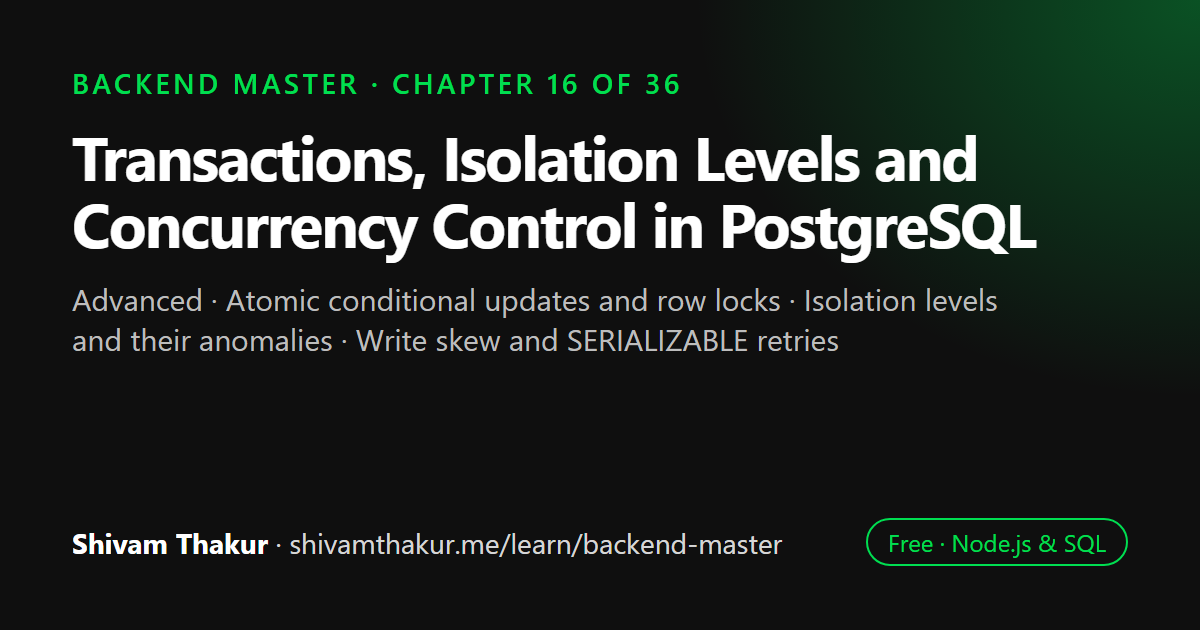 BACKEND MASTER · CHAPTER 16 OF 36
Transactions, Isolation Levels and
Concurrency Control in PostgreSQL
Advanced · Atomic conditional updates and row locks · Isolation levels
and their anomalies · Write skew and SERIALIZABLE retries
Shivam Thakur · shivamthakur.me/learn/backend-master
Free · Node.js & SQL